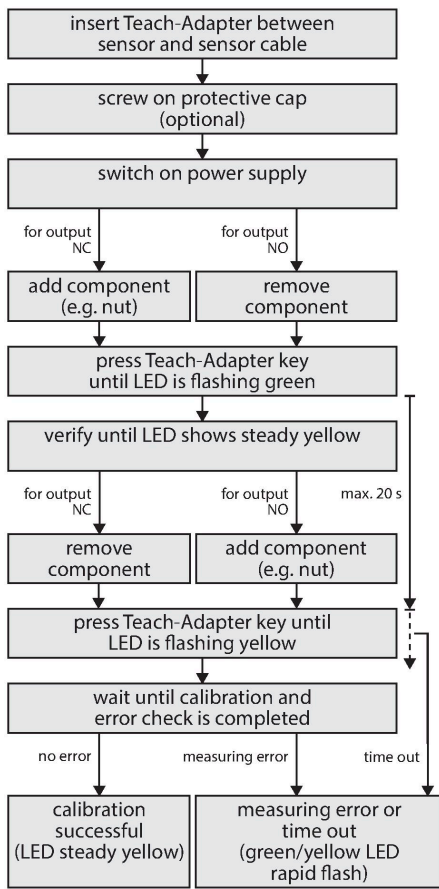 insert Teach-Adapter between
sensor and sensor cable
screw on protective cap
(optional)
switch on power supply
for output
NC
for output
NO
add component
(e.g. nut)
remove
component
press Teach-Adapter key
until LED is flashing green
verify until LED shows steady yellow
for output
NC
for output
NO
max. 20 s
remove
component
add component
(e.g. nut)
press Teach-Adapter key until
LED is flashing yellow
wait until calibration and
error check is completed
no error
measuring error
time out
calibration
successful
(LED steady yellow)
measuring error or
time out
(green/yellow LED
rapid flash)